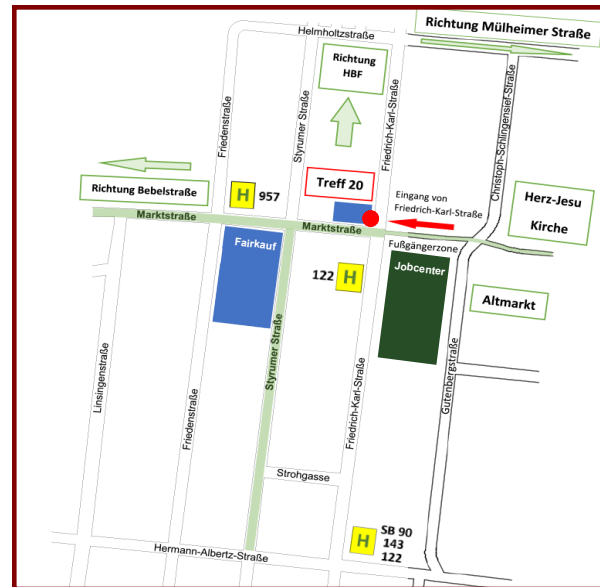 Richtung Mülheimer Straße
Helmholtzstraße
Richtung
HBF
Friedenstraße
Styrumer Straße
Friedrich-Karl-Straße
Christoph-Schlingensief-Straße
Richtung Bebelstraße
H 957
Treff 20
Eingang von
Friedrich-Karl-Straße
Herz-Jesu
Kirche
Marktstraße
Marktstraße
Fußgängerzone
Fairkauf
122 H
Jobcenter
Altmarkt
Linsingenstraße
Friedenstraße
Styrumer Straße
Friedrich-Karl-Straße
Gutenbergstraße
Strohgasse
Hermann-Albertz-Straße
H
SB 90
143
122